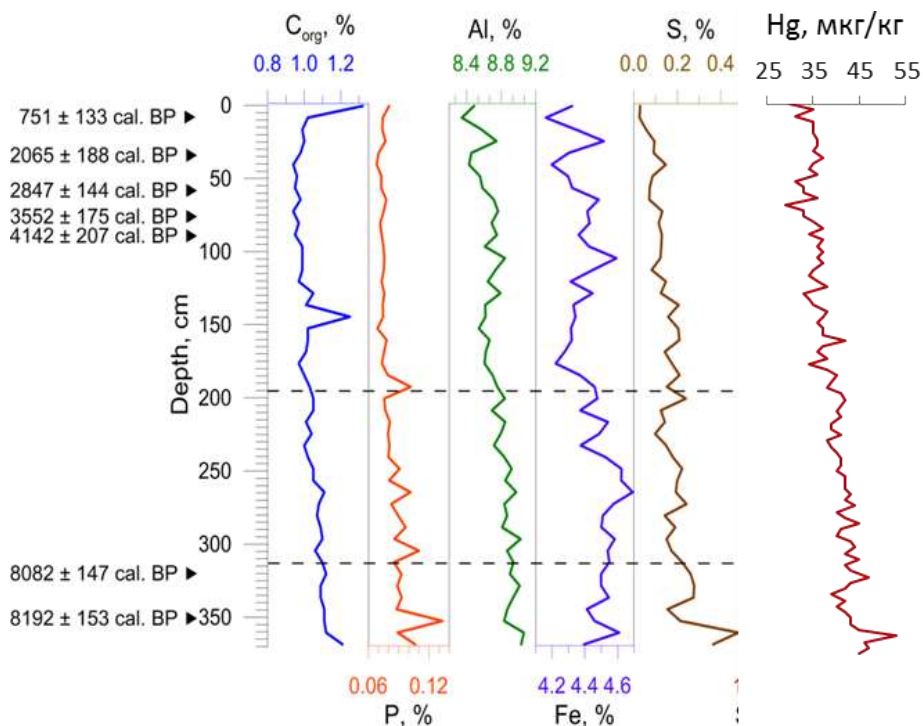 C_org, %
Al, %
S, %
Hg, мкг/кг
0.8 1.0 1.2
8.4 8.8 9.2
0.0 0.2 0.4
25 35 45 55
Depth, cm
0
50
100
150
200
250
300
350
751 ± 133 cal. BP ►
2065 ± 188 cal. BP ►
2847 ± 144 cal. BP ►
3552 ± 175 cal. BP ►
4142 ± 207 cal. BP ►
8082 ± 147 cal. BP ►
8192 ± 153 cal. BP ►
0.06 0.12
4.2 4.4 4.6
P, %
Fe, %